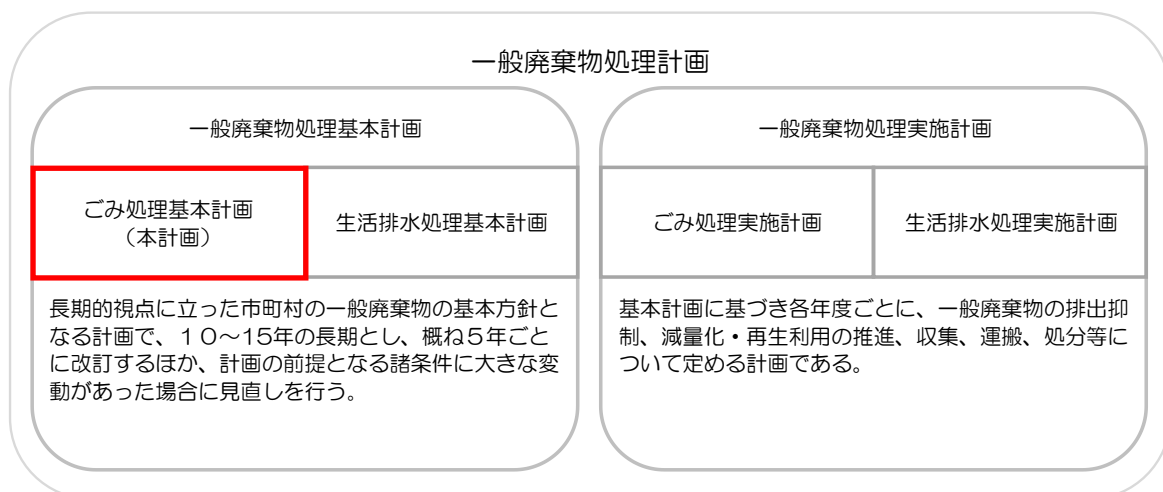 一般廃棄物処理計画
一般廃棄物処理基本計画
ごみ処理基本計画
（本計画）
生活排水処理基本計画
長期的視点に立った市町村の一般廃棄物の基本方針と
なる計画で、１０～15年の長期とし、概ね５年ごと
に改訂するほか、計画の前提となる諸条件に大きな変
動があった場合に見直しを行う。
一般廃棄物処理実施計画
ごみ処理実施計画
生活排水処理実施計画
基本計画に基づき各年度ごとに、一般廃棄物の排出抑
制、減量化・再生利用の推進、収集、運搬、処分等に
ついて定める計画である。